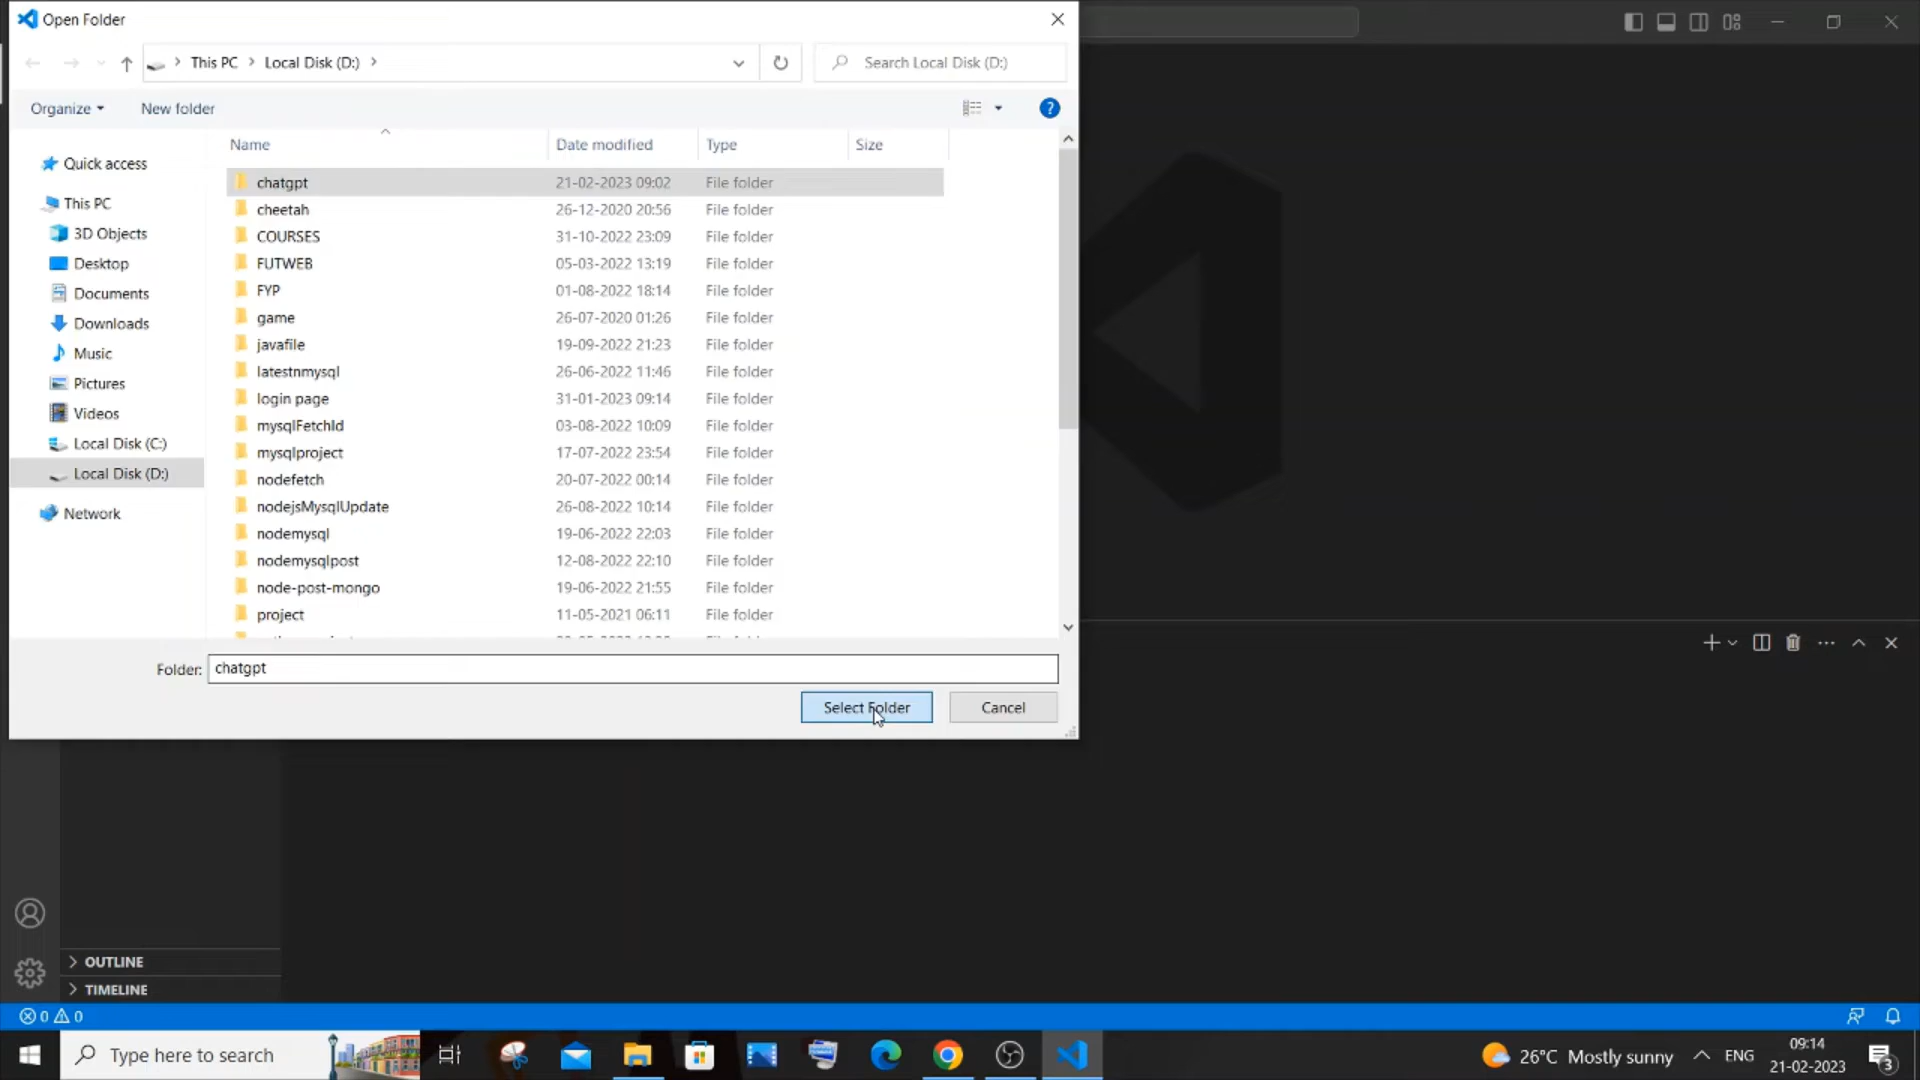 Open Folder
This PC
Local Disk (D:)
Search Local Disk (D:)
Organize
New folder
Name
Date modified
Type
Size
Quick access
This PC
3D Objects
Desktop
Documents
Downloads
Music
Pictures
Videos
Local Disk (C:)
Local Disk (D:)
Network
chatgpt 21-02-2023 09:02 File folder
cheetah 26-12-2020 20:56 File folder
COURSES 31-10-2022 23:09 File folder
FUTWEB 05-03-2022 13:19 File folder
FYP 01-08-2022 18:14 File folder
game 26-07-2020 01:26 File folder
javafile 19-09-2022 21:23 File folder
latestnmysql 26-06-2022 11:46 File folder
login page 31-01-2023 09:14 File folder
mysqlFetchId 03-08-2022 10:09 File folder
mysqlproject 17-07-2022 23:54 File folder
nodefetch 20-07-2022 00:14 File folder
nodejsMysqlUpdate 26-08-2022 10:14 File folder
nodemysql 19-06-2022 22:03 File folder
nodemysqlpost 12-08-2022 22:10 File folder
node-post-mongo 19-06-2022 21:55 File folder
project 11-05-2021 06:11 File folder
Folder: chatgpt
Select Folder
Cancel
OUTLINE
TIMELINE
0 0
Type here to search
26°C Mostly sunny
ENG
09:14
21-02-2023
3